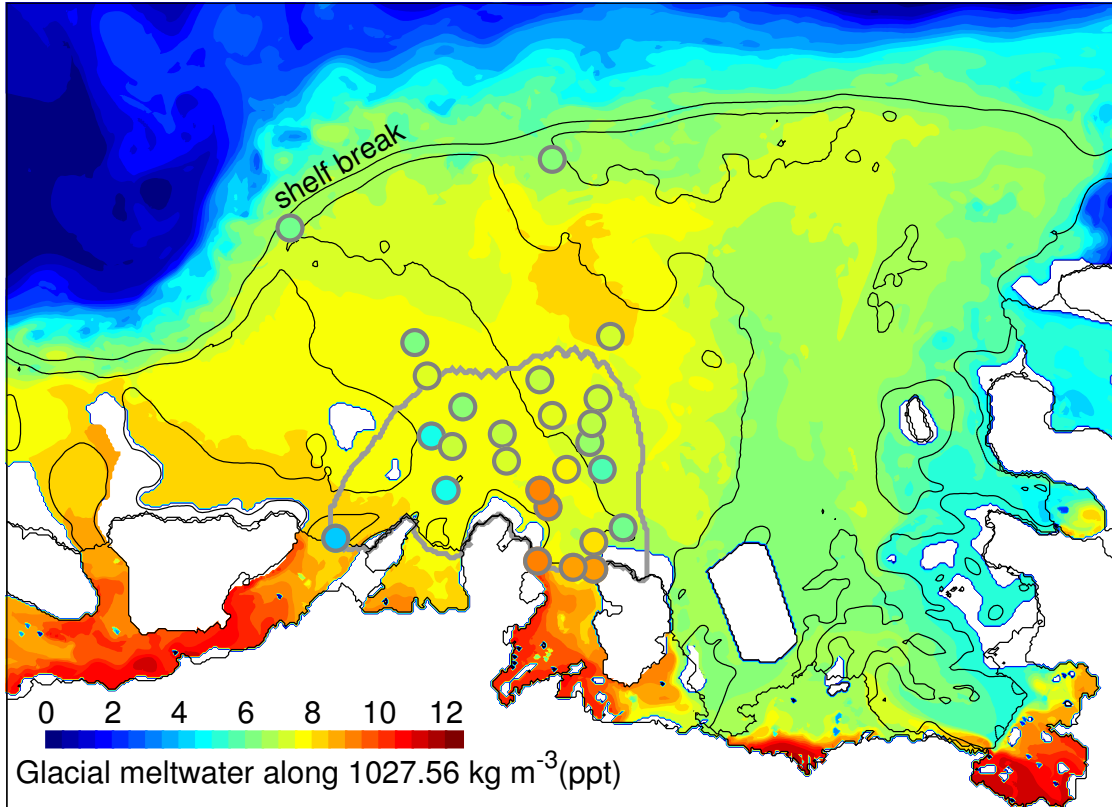 shelf break
0 2 4 6 8 10 12
Glacial meltwater along 1027.56 kg m⁻³(ppt)